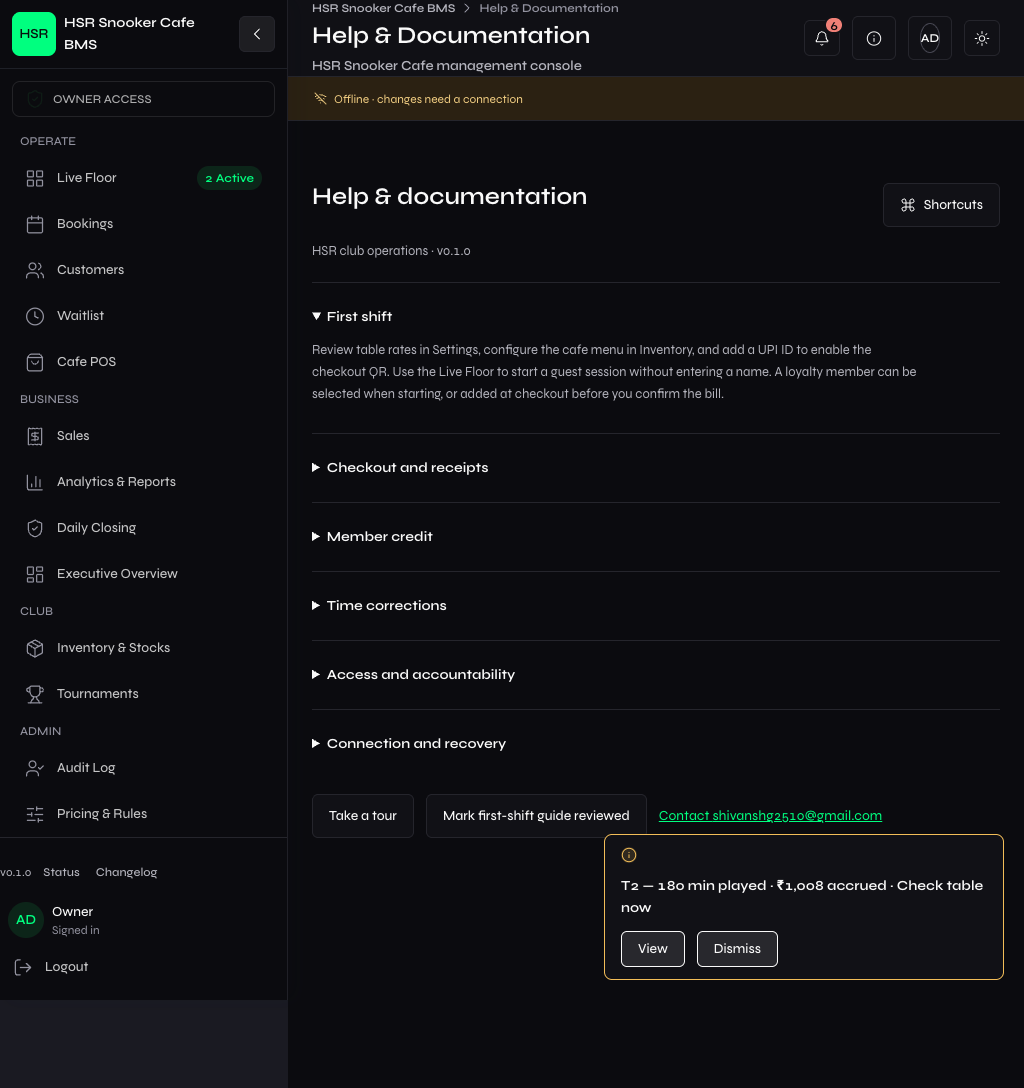 HSR
HSR Snooker Cafe
BMS
OWNER ACCESS
OPERATE
Live Floor
2 Active
Bookings
Customers
Waitlist
Cafe POS
BUSINESS
Sales
Analytics & Reports
Daily Closing
Executive Overview
CLUB
Inventory & Stocks
Tournaments
ADMIN
Audit Log
Pricing & Rules
v0.1.0 Status Changelog
AD
Owner
Signed in
Logout
HSR Snooker Cafe BMS > Help & Documentation
Help & Documentation
HSR Snooker Cafe management console
6
AD
Offline · changes need a connection
Help & documentation
Shortcuts
HSR club operations · v0.1.0
First shift
Review table rates in Settings, configure the cafe menu in Inventory, and add a UPI ID to enable the
checkout QR. Use the Live Floor to start a guest session without entering a name. A loyalty member can be
selected when starting, or added at checkout before you confirm the bill.
Checkout and receipts
Member credit
Time corrections
Access and accountability
Connection and recovery
Take a tour
Mark first-shift guide reviewed
Contact shivanshg2510@gmail.com
T2 — 180 min played · ₹1,008 accrued · Check table
now
View
Dismiss